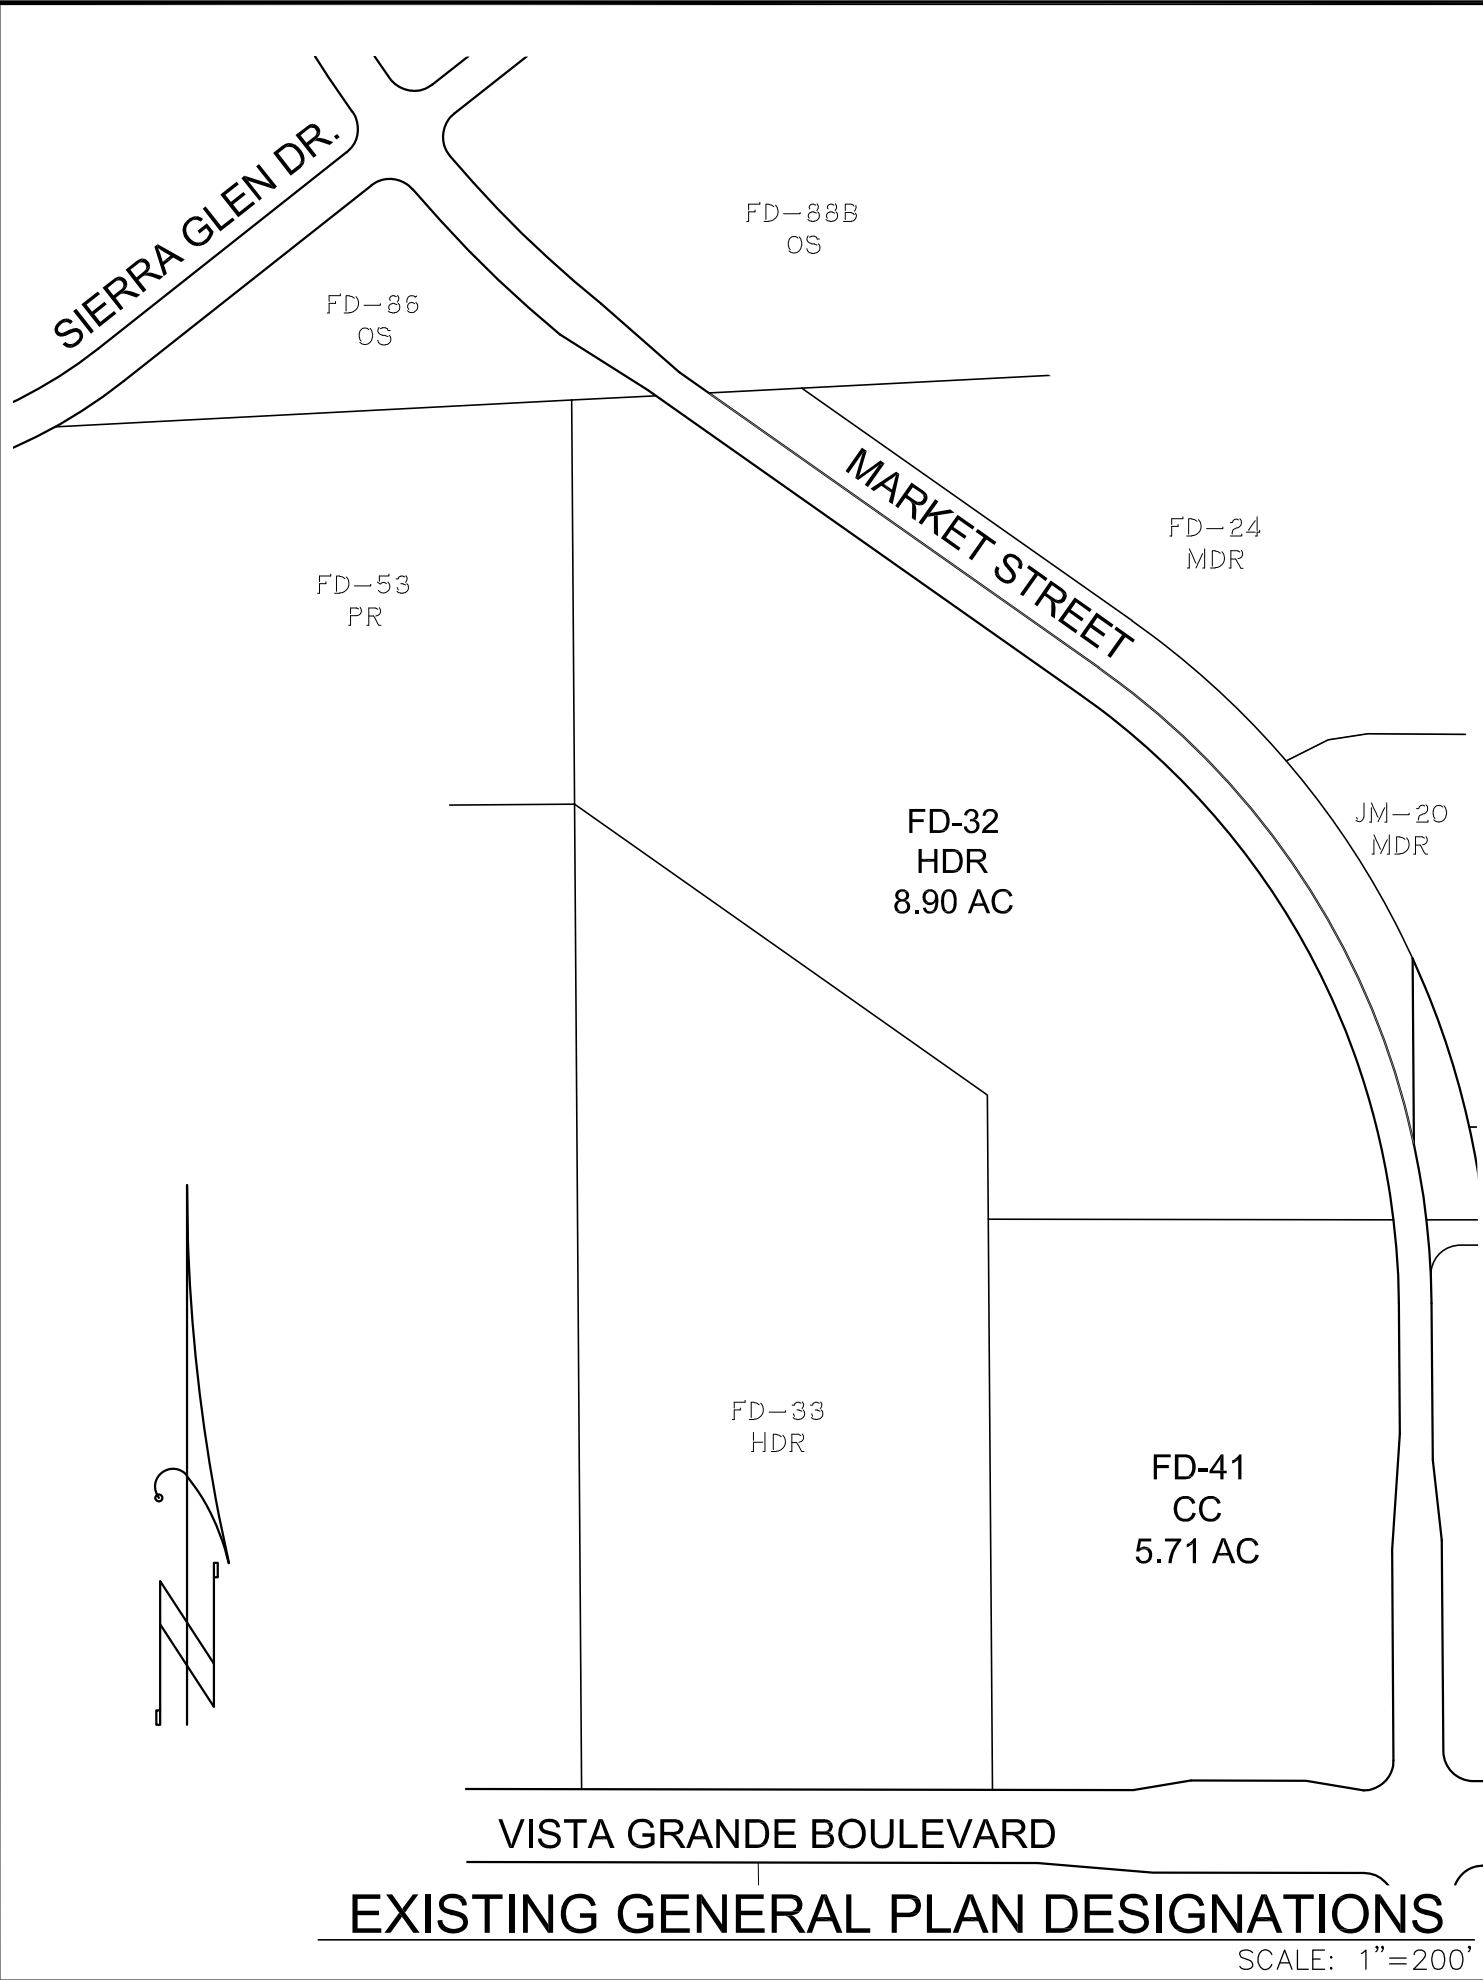 SIERRA GLEN DR.
FD-88B
OS
FD-86
OS
MARKET STREET
FD-24
MDR
FD-53
PR
FD-32
HDR
8.90 AC
JM-20
MDR
FD-33
HDR
FD-41
CC
5.71 AC
N
VISTA GRANDE BOULEVARD
EXISTING GENERAL PLAN DESIGNATIONS
SCALE: 1"=200'